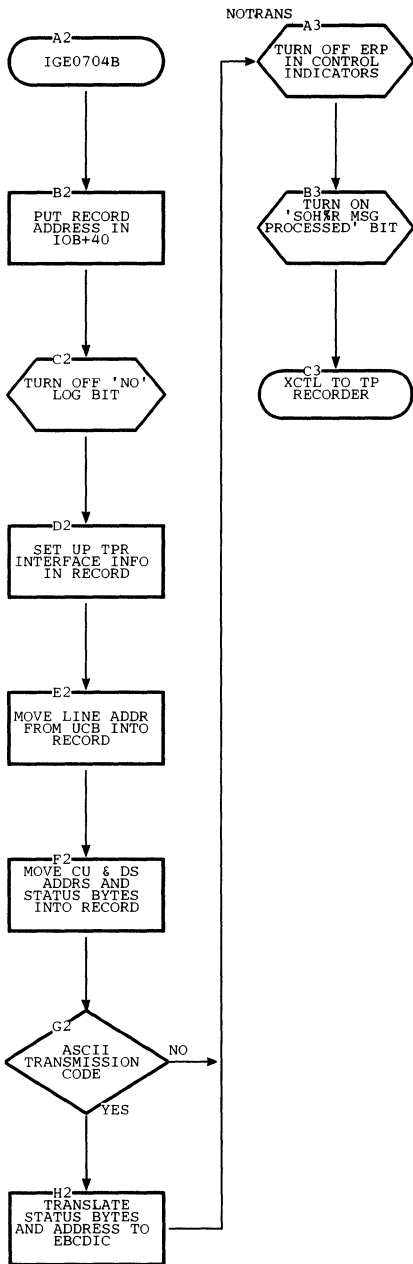 A2
IGE0704B
B2
PUT RECORD
ADDRESS IN
IOB+40
C2
TURN OFF 'NO'
LOG BIT
D2
SET UP TPR
INTERFACE INFO
IN RECORD
E2
MOVE LINE ADDR
FROM UCB INTO
RECORD
F2
MOVE CU & DS
ADDRS AND
STATUS BYTES
INTO RECORD
G2
ASCII
TRANSMISSION
CODE
NO
YES
H2
TRANSLATE
STATUS BYTES
AND ADDRESS TO
EBCDIC
NOTRANS
A3
TURN OFF ERP
IN CONTROL
INDICATORS
B3
TURN ON
'SOH%R MSG
PROCESSED' BIT
C3
XCTL TO TP
RECORDER